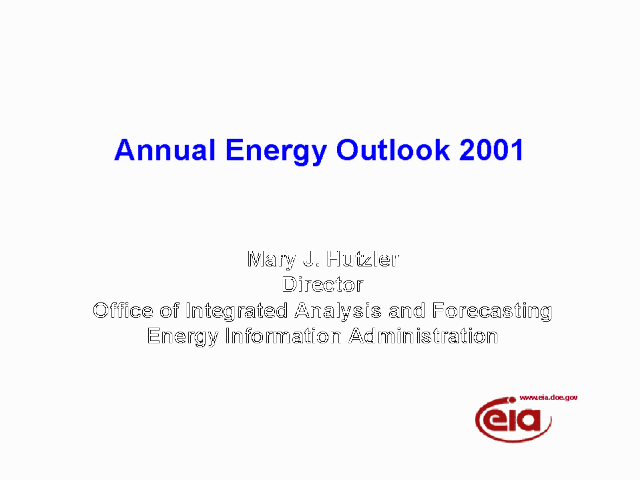 Annual Energy Outlook 2001
Mary J. Hutzler
Director
Office of Integrated Analysis and Forecasting
Energy Information Administration
www.eia.doe.gov
eia